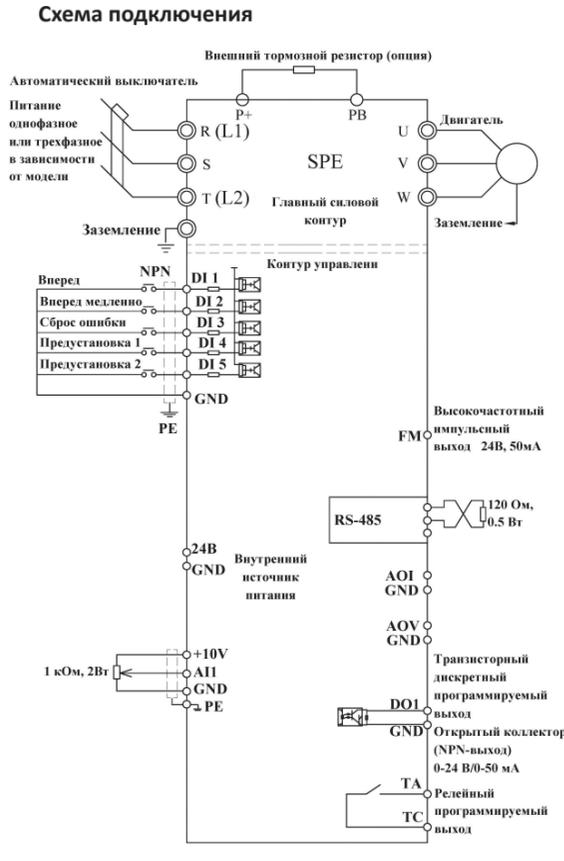 Схема подключения
Внешний тормозной резистор (опция)
Автоматический выключатель
P+
PB
Питание
однофазное
или трехфазное
в зависимости
от модели
R (L1)
S
T (L2)
SPE
U
V
W
Двигатель
Главный силовой
контур
Заземление
Заземление
Контур управлени
NPN
Вперед
DI 1
Вперед медленно
DI 2
Сброс ошибки
DI 3
Предустановка 1
DI 4
Предустановка 2
DI 5
GND
PE
FM
Высокочастотный
импульсный
выход 24В, 50мА
RS-485
120 Ом,
0.5 Вт
24В
GND
Внутренний
источник
питания
AOI
GND
AOV
GND
+10V
1 кОм, 2Вт
AI1
GND
PE
Транзисторный
дискретный
программируемый
выход
DO1
GND
Открытый коллектор
(NPN-выход)
0-24 В/0-50 мА
TA
TC
Релейный
программируемый
выход